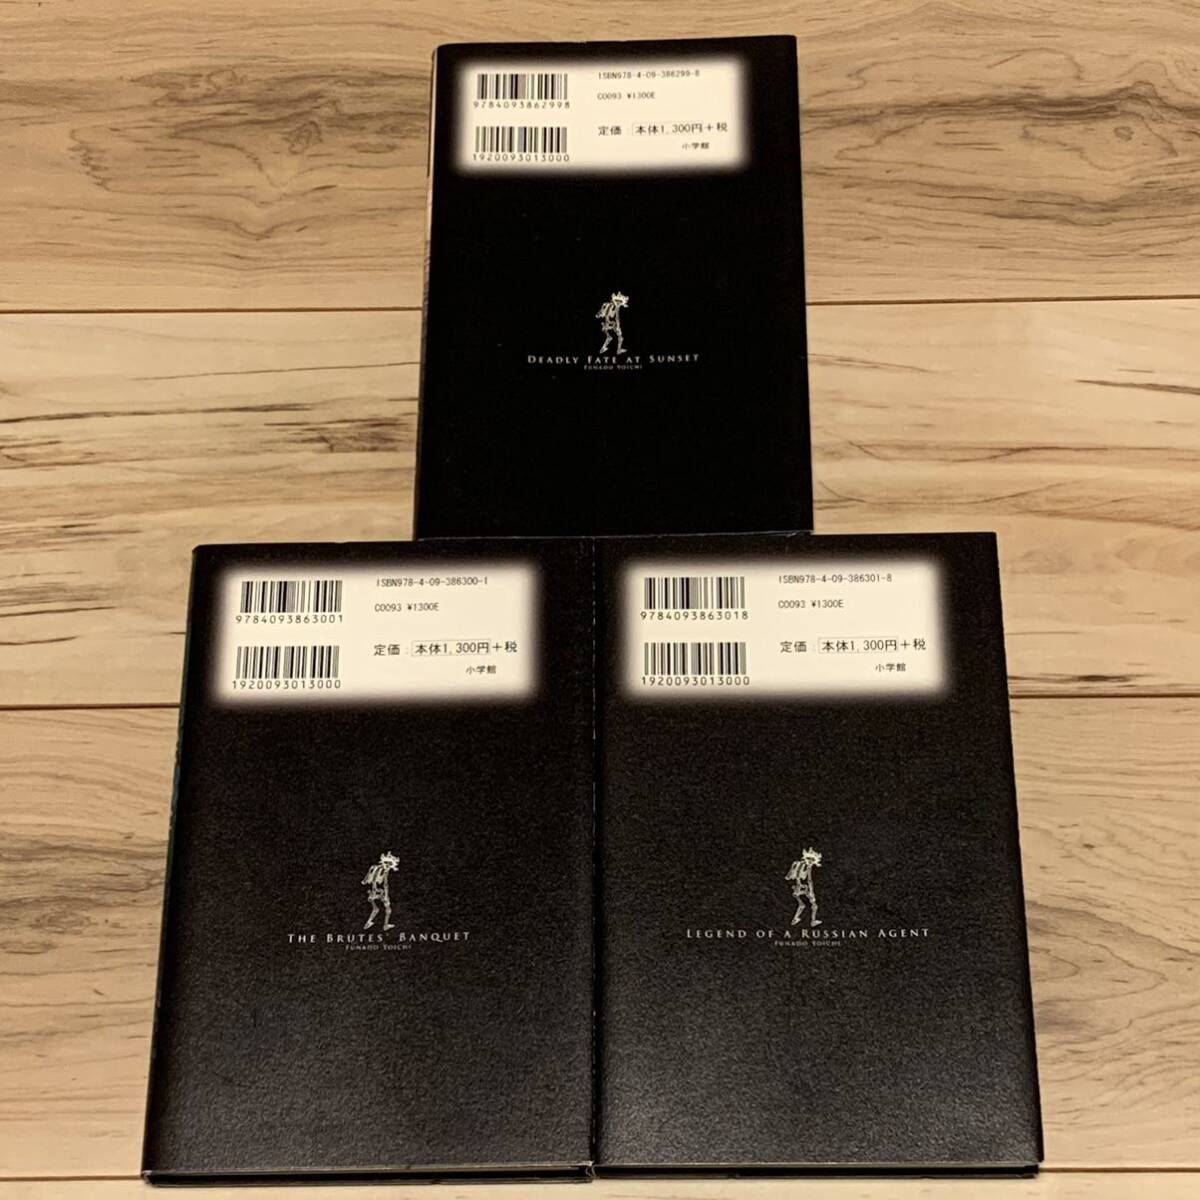 ISBN978-4-09-386299-8
9784093862998
C0093 ¥1300E
1920093013000
定価：本体1,300円+税
小学館
DEADLY FATE AT SUNSET
FUNADO YOICHI
ISBN978-4-09-386300-1
9784093863001
C0093 ¥1300E
1920093013000
定価：本体1,300円+税
小学館
THE BRUTES' BANQUET
FUNADO YOICHI
ISBN978-4-09-386301-8
9784093863018
C0093 ¥1300E
1920093013000
定価：本体1,300円+税
小学館
LEGEND OF A RUSSIAN AGENT
FUNADO YOICHI